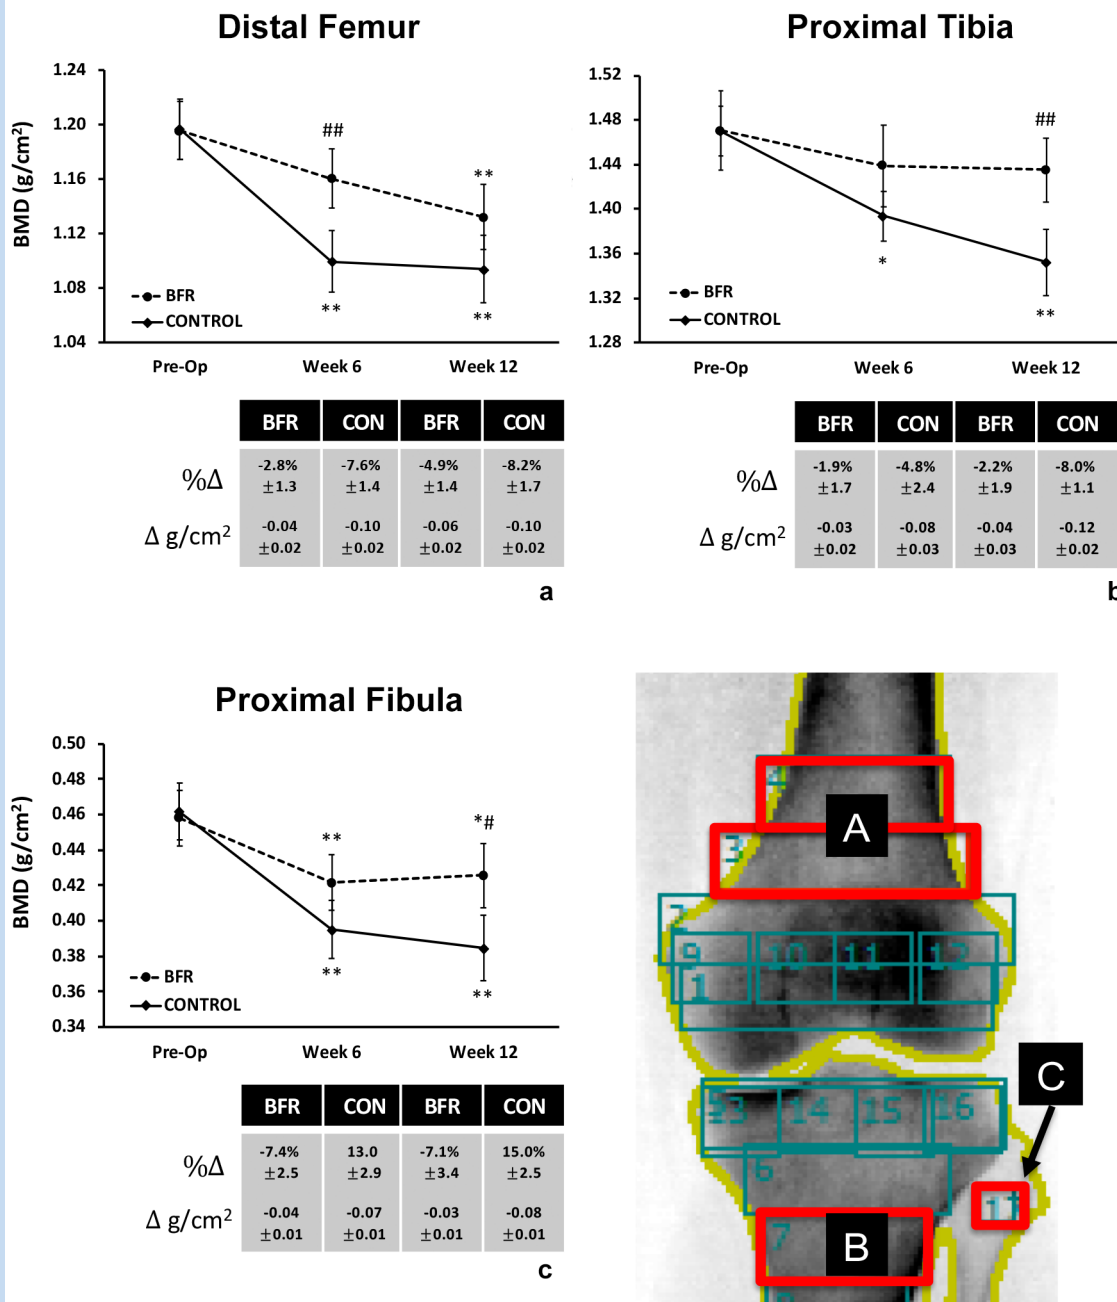 Distal Femur
1.24
1.20
1.16
1.12
1.08
1.04
BMD (g/cm²)
##
**
**
**
BFR
CONTROL
Pre-Op Week 6 Week 12
BFR CON BFR CON
%Δ
-2.8% -7.6% -4.9% -8.2%
±1.3 ±1.4 ±1.4 ±1.7
Δ g/cm²
-0.04 -0.10 -0.06 -0.10
±0.02 ±0.02 ±0.02 ±0.02
a
Proximal Tibia
1.52
1.48
1.44
1.40
1.36
1.32
1.28
##
*
**
BFR
CONTROL
Pre-Op Week 6 Week 12
BFR CON BFR CON
%Δ
-1.9% -4.8% -2.2% -8.0%
±1.7 ±2.4 ±1.9 ±1.1
Δ g/cm²
-0.03 -0.08 -0.04 -0.12
±0.02 ±0.03 ±0.03 ±0.02
b
Proximal Fibula
0.50
0.48
0.46
0.44
0.42
0.40
0.38
0.36
0.34
BMD (g/cm²)
**
*#
**
**
BFR
CONTROL
Pre-Op Week 6 Week 12
BFR CON BFR CON
%Δ
-7.4% 13.0 -7.1% 15.0%
±2.5 ±2.9 ±3.4 ±2.5
Δ g/cm²
-0.04 -0.07 -0.03 -0.08
±0.01 ±0.01 ±0.01 ±0.01
c
A
3
9 10 11 12
1
C
14 15 16
6
7
B